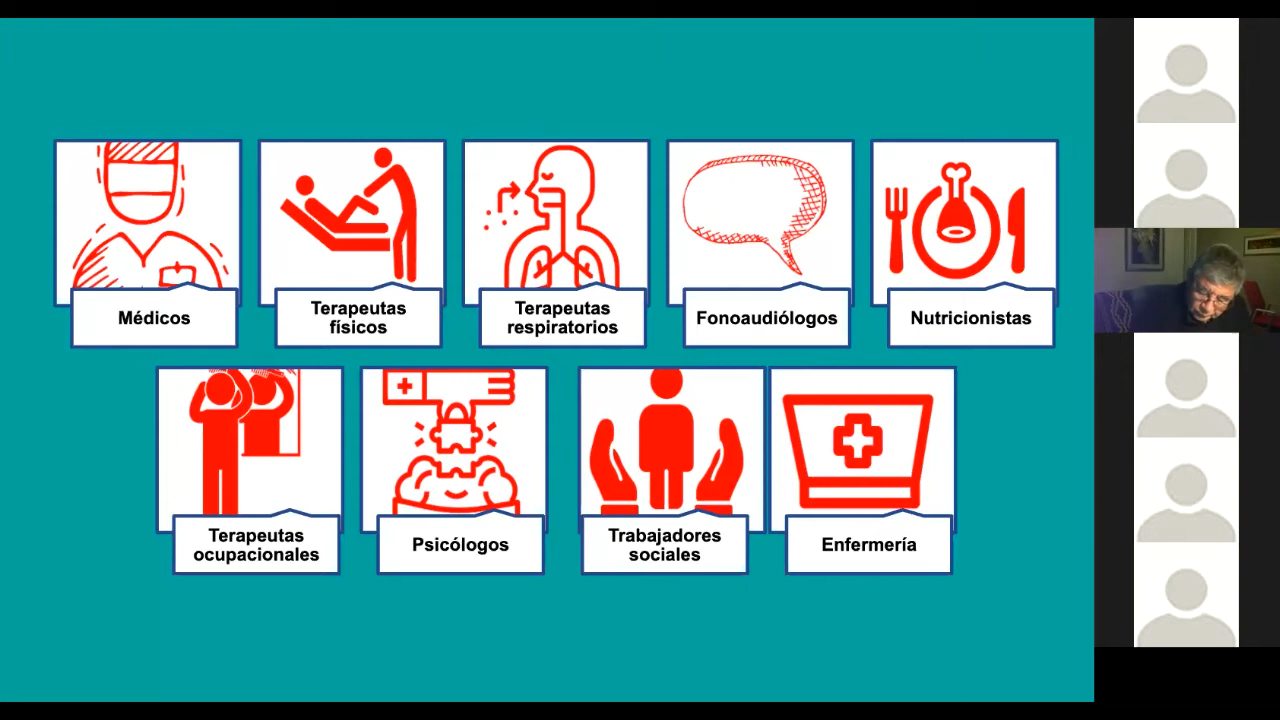 Médicos
Terapeutas
físicos
Terapeutas
respiratorios
Fonoaudiólogos
Nutricionistas
Terapeutas
ocupacionales
Psicólogos
Trabajadores
sociales
Enfermería